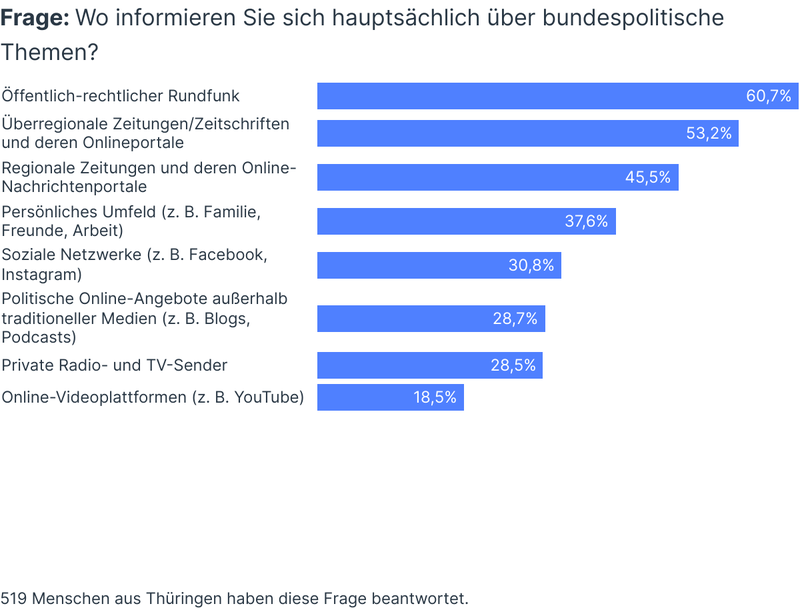 Frage: Wo informieren Sie sich hauptsächlich über bundespolitische
Themen?
Öffentlich-rechtlicher Rundfunk
60,7%
Überregionale Zeitungen/Zeitschriften
und deren Onlineportale
53,2%
Regionale Zeitungen und deren Online-
Nachrichtenportale
45,5%
Persönliches Umfeld (z. B. Familie,
Freunde, Arbeit)
37,6%
Soziale Netzwerke (z. B. Facebook,
Instagram)
30,8%
Politische Online-Angebote außerhalb
traditioneller Medien (z. B. Blogs,
Podcasts)
28,7%
Private Radio- und TV-Sender
28,5%
Online-Videoplattformen (z. B. YouTube)
18,5%
519 Menschen aus Thüringen haben diese Frage beantwortet.